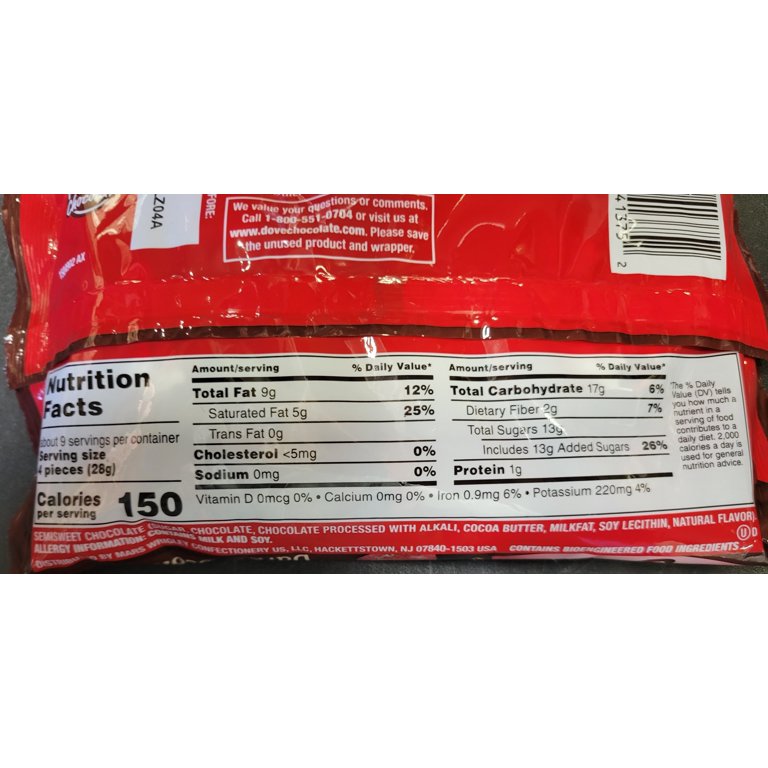 Z04A
FORE:
We value your questions or comments.
Call 1-800-551-0704 or visit us at
www.dovechocolate.com. Please save
the unused product and wrapper.
41375 2
Nutrition
Facts
about 9 servings per container
Serving size
4 pieces (28g)
Calories
per serving
150
Amount/serving % Daily Value*
Total Fat 9g 12%
Saturated Fat 5g 25%
Trans Fat 0g
Cholesterol <5mg 0%
Sodium 0mg 0%
Amount/serving % Daily Value*
Total Carbohydrate 17g 6%
Dietary Fiber 2g 7%
Total Sugars 13g
Includes 13g Added Sugars 26%
Protein 1g
Vitamin D 0mcg 0% • Calcium 0mg 0% • Iron 0.9mg 6% • Potassium 220mg 4%
*The % Daily
Value (DV) tells
you how much a
nutrient in a
serving of food
contributes to a
daily diet. 2,000
calories a day is
used for general
nutrition advice.
SEMISWEET CHOCOLATE (SUGAR, CHOCOLATE, CHOCOLATE PROCESSED WITH ALKALI, COCOA BUTTER, MILKFAT, SOY LECITHIN, NATURAL FLAVOR).
ALLERGY INFORMATION: CONTAINS MILK AND SOY.
U D
DISTRIBUTED BY MARS WRIGLEY CONFECTIONERY US, LLC, HACKETTSTOWN, NJ 07840-1503 USA CONTAINS BIOENGINEERED FOOD INGREDIENTS